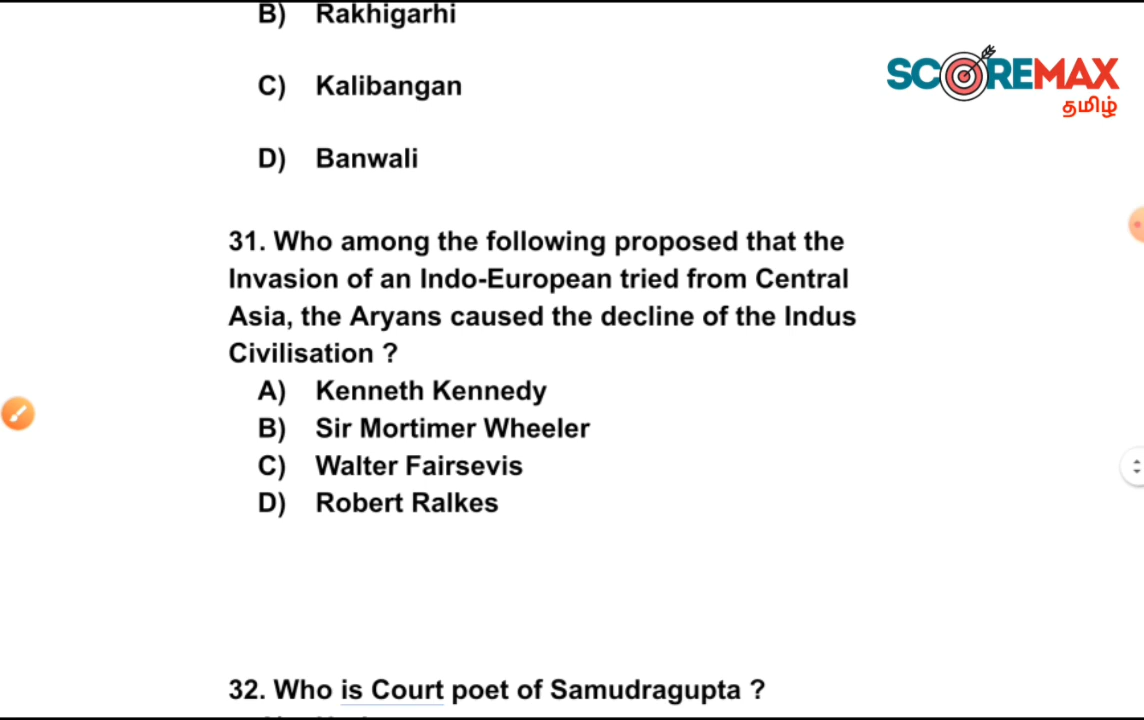 B) Rakhigarhi
SCOREMAX
தமிழ்
C) Kalibangan
D) Banwali
31. Who among the following proposed that the
Invasion of an Indo-European tried from Central
Asia, the Aryans caused the decline of the Indus
Civilisation ?
A) Kenneth Kennedy
B) Sir Mortimer Wheeler
C) Walter Fairsevis
D) Robert Ralkes
32. Who is Court poet of Samudragupta ?